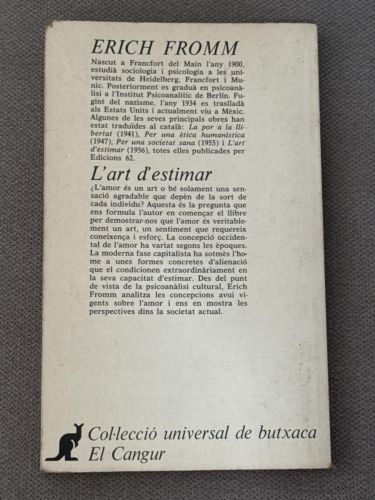 ERICH FROMM
Nascut a Francfort del Main l'any 1900,
estudià sociologia i psicologia a les uni-
versitats de Heidelberg, Francfort i Mu-
nic. Posteriorment es graduà en psicoanà-
lisi a l'Institut Psicoanalític de Berlín. Fu-
gint del nazisme, l'any 1934 es traslladà
als Estats Units i actualment viu a Mèxic.
Algunes de les seves principals obres han
estat traduïdes al català: La por a la lli-
bertat (1941), Per una ètica humanística
(1947), Per una societat sana (1955) i L'art
d'estimar (1956), totes elles publicades per
Edicions 62.
L'art d'estimar
¿L'amor és un art o bé solament una sen-
sació agradable que depèn de la sort de
cada individu? Aquesta és la pregunta que
ens formula l'autor en començar el llibre
per demostrar-nos que l'amor és veritable-
ment un art, un sentiment que requereix
coneixença i esforç. La concepció occiden-
tal de l'amor ha variat segons les èpoques.
La moderna fase capitalista ha sotmès l'ho-
me a unes formes concretes d'alienació
que el condicionen extraordinàriament en
la seva capacitat d'estimar. Des del punt
de vista de la psicoanàlisi cultural, Erich
Fromm analitza les concepcions avui vi-
gents sobre l'amor i ens en mostra les
perspectives dins la societat actual.
Col·lecció universal de butxaca
El Cangur